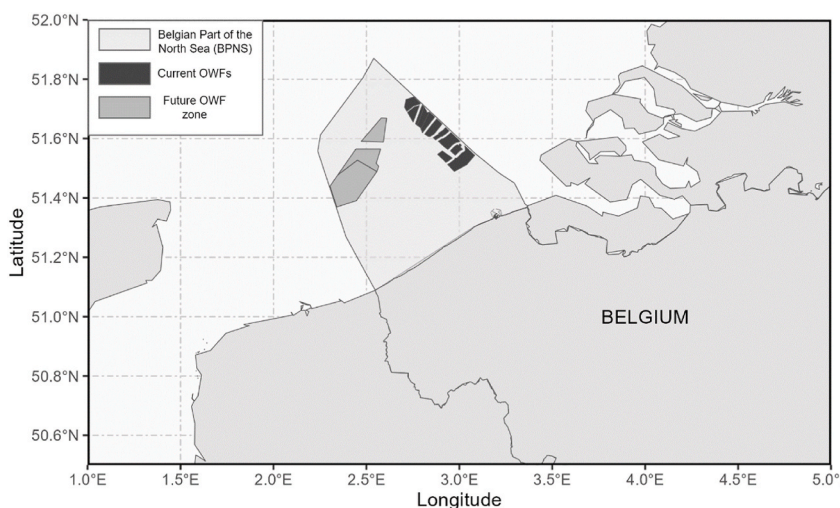 Belgian Part of the
North Sea (BPNS)
Current OWFs
Future OWF
zone
52.0°N
51.8°N
51.6°N
51.4°N
51.2°N
51.0°N
50.8°N
50.6°N
Latitude
BELGIUM
1.0°E 1.5°E 2.0°E 2.5°E 3.0°E 3.5°E 4.0°E 4.5°E 5.0°
Longitude